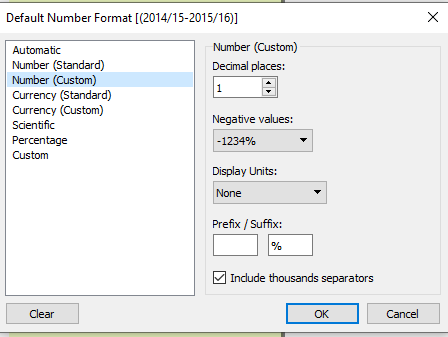 Default Number Format [(2014/15-2015/16)]
Automatic
Number (Standard)
Number (Custom)
Currency (Standard)
Currency (Custom)
Scientific
Percentage
Custom
Number (Custom)
Decimal places:
1
Negative values:
-1234%
Display Units:
None
Prefix / Suffix:
%
Include thousands separators
Clear
OK
Cancel